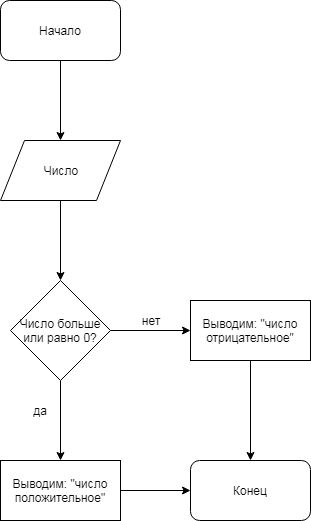 Начало
Число
Число больше
или равно 0?
нет
Выводим: "число
отрицательное"
да
Выводим: "число
положительное"
Конец